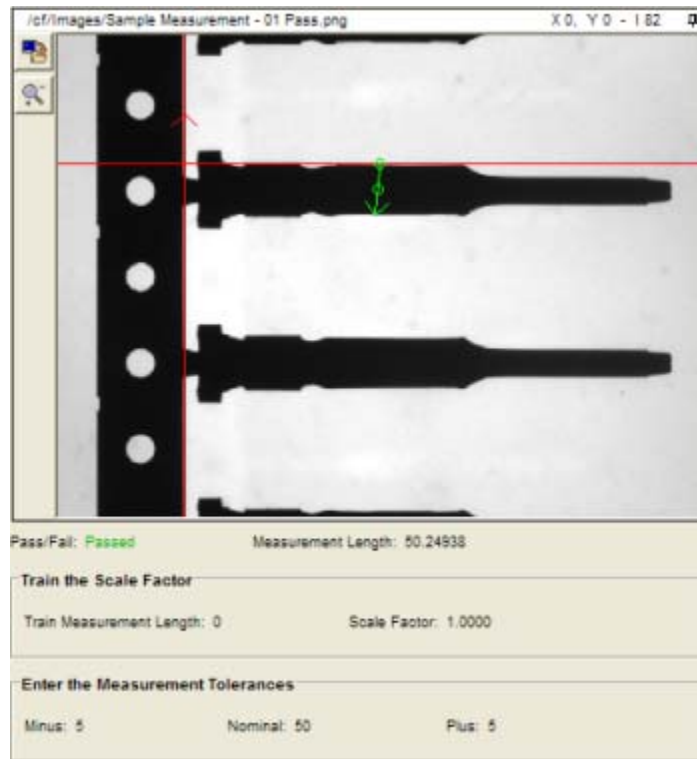 /cf/Images/Sample Measurement - 01 Pass.png X 0, Y 0 - I 82
Pass/Fail: Passed Measurement Length: 50.24938
Train the Scale Factor
Train Measurement Length: 0 Scale Factor: 1.0000
Enter the Measurement Tolerances
Minus: 5 Nominal: 50 Plus: 5